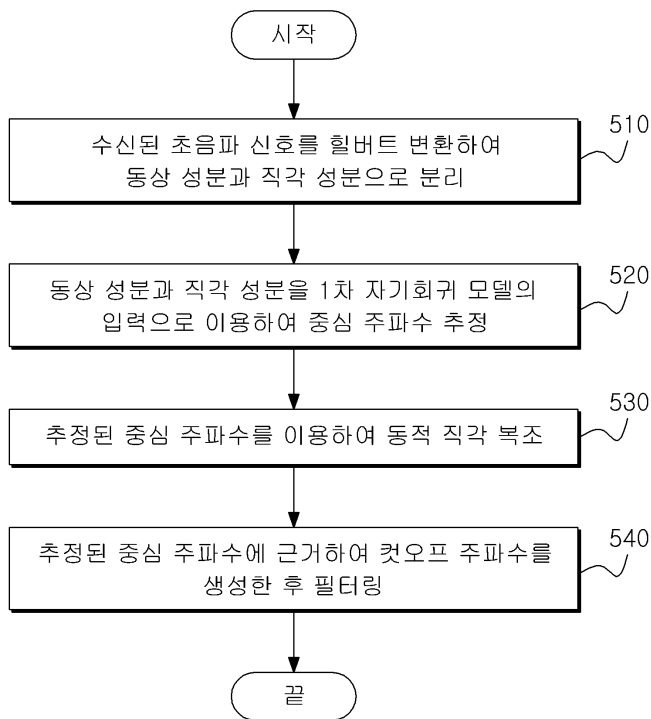 시작
수신된 초음파 신호를 힐버트 변환하여
동상 성분과 직각 성분으로 분리
510
동상 성분과 직각 성분을 1차 자기회귀 모델의
입력으로 이용하여 중심 주파수 추정
520
추정된 중심 주파수를 이용하여 동적 직각 복조
530
추정된 중심 주파수에 근거하여 컷오프 주파수를
생성한 후 필터링
540
끝